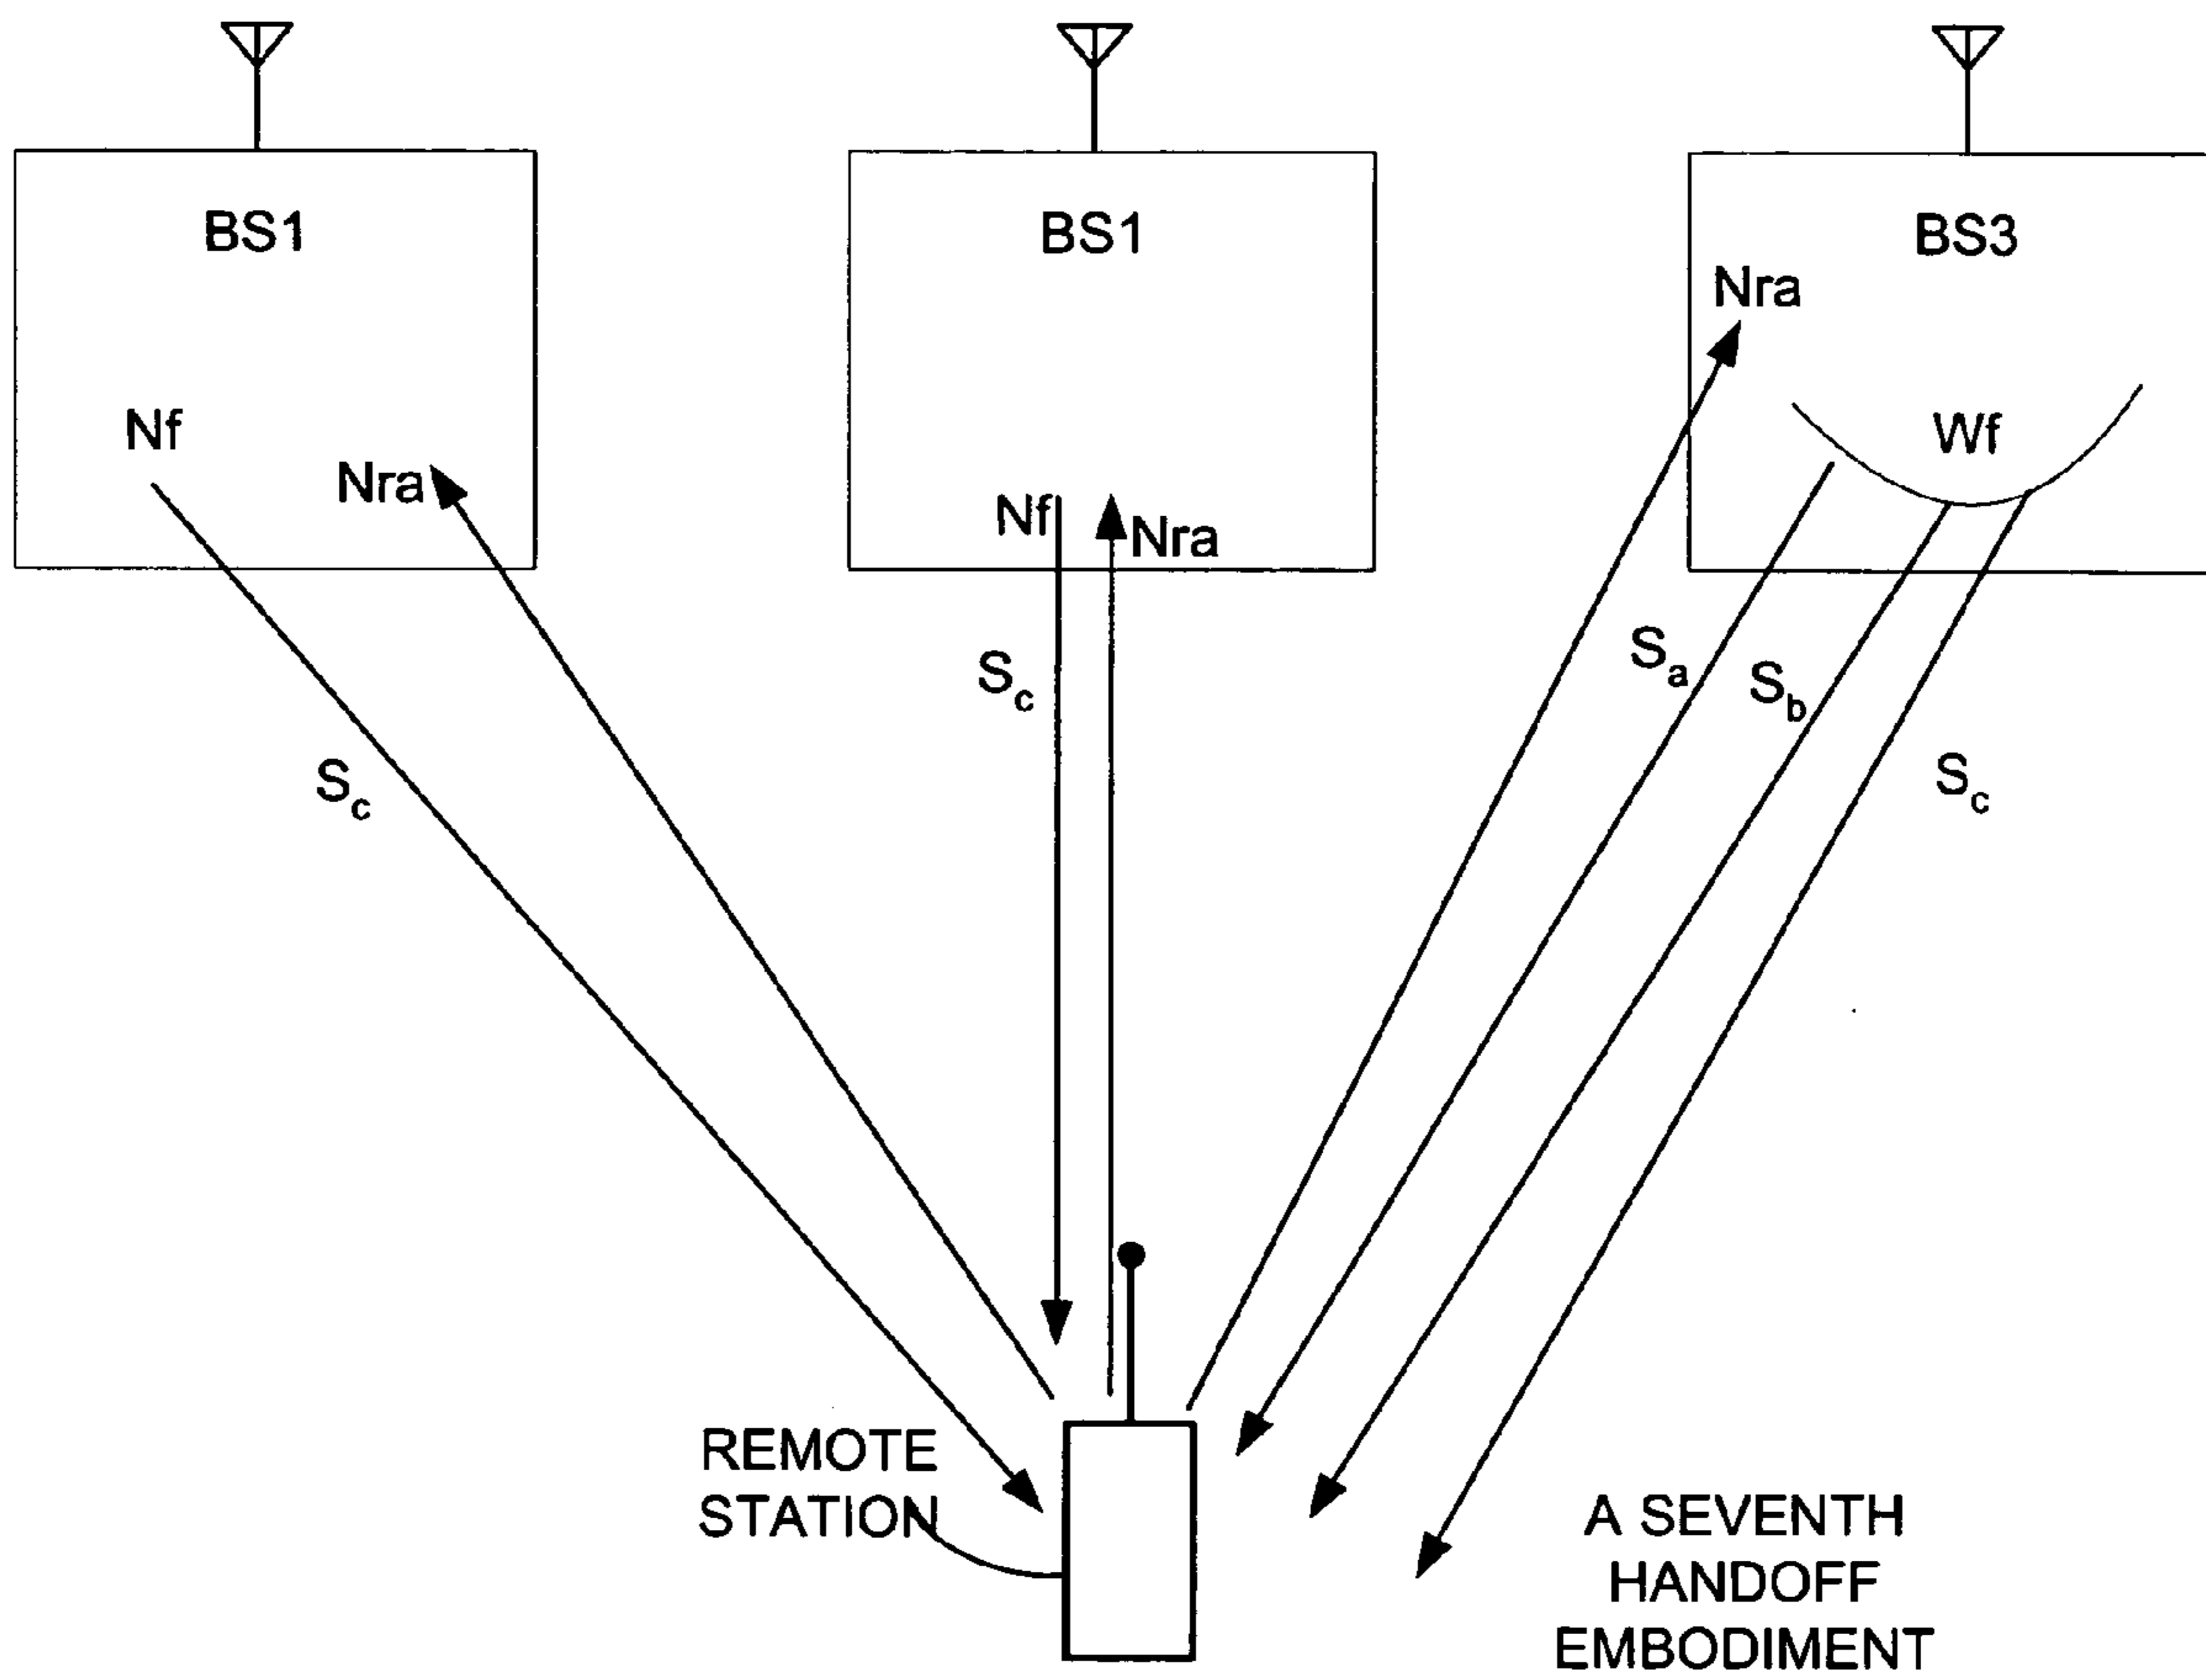 BS1
BS1
BS3
Nra
Nf
Wf
Nra
Nf
Nra
Sc
Sa
Sb
Sc
Sc
REMOTE
STATION
A SEVENTH
HANDOFF
EMBODIMENT